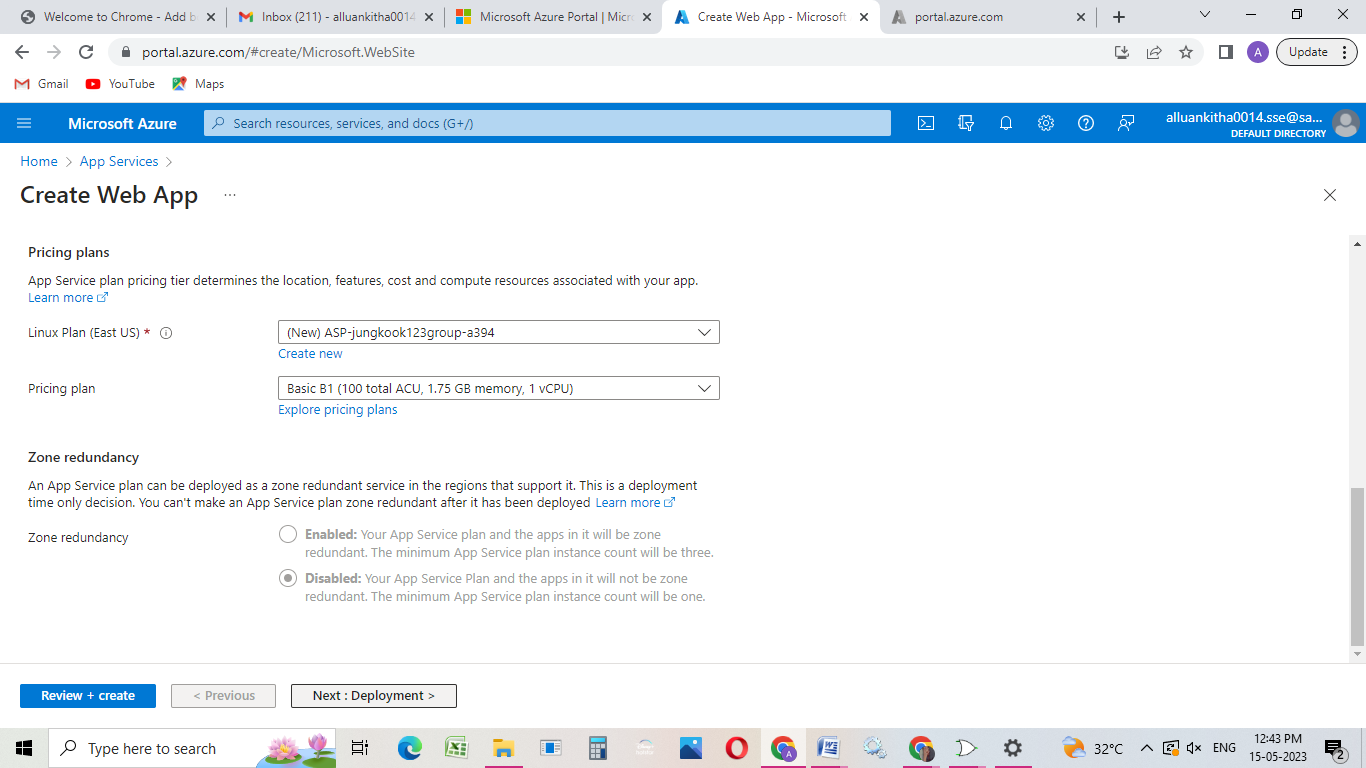 Welcome to Chrome - Add b
Inbox (211) - alluankitha0014
Microsoft Azure Portal | Micro
Create Web App - Microsoft
portal.azure.com
portal.azure.com/#create/Microsoft.WebSite
A
Update
Gmail
YouTube
Maps
Microsoft Azure
Search resources, services, and docs (G+/)
alluankitha0014.sse@sa...
DEFAULT DIRECTORY
Home > App Services >
Create Web App ...
Pricing plans
App Service plan pricing tier determines the location, features, cost and compute resources associated with your app.
Learn more
Linux Plan (East US) *
(New) ASP-jungkook123group-a394
Create new
Pricing plan
Basic B1 (100 total ACU, 1.75 GB memory, 1 vCPU)
Explore pricing plans
Zone redundancy
An App Service plan can be deployed as a zone redundant service in the regions that support it. This is a deployment
time only decision. You can't make an App Service plan zone redundant after it has been deployed Learn more
Zone redundancy
Enabled: Your App Service plan and the apps in it will be zone
redundant. The minimum App Service plan instance count will be three.
Disabled: Your App Service Plan and the apps in it will not be zone
redundant. The minimum App Service plan instance count will be one.
Review + create
< Previous
Next : Deployment >
Type here to search
32°C
ENG
12:43 PM
15-05-2023
2